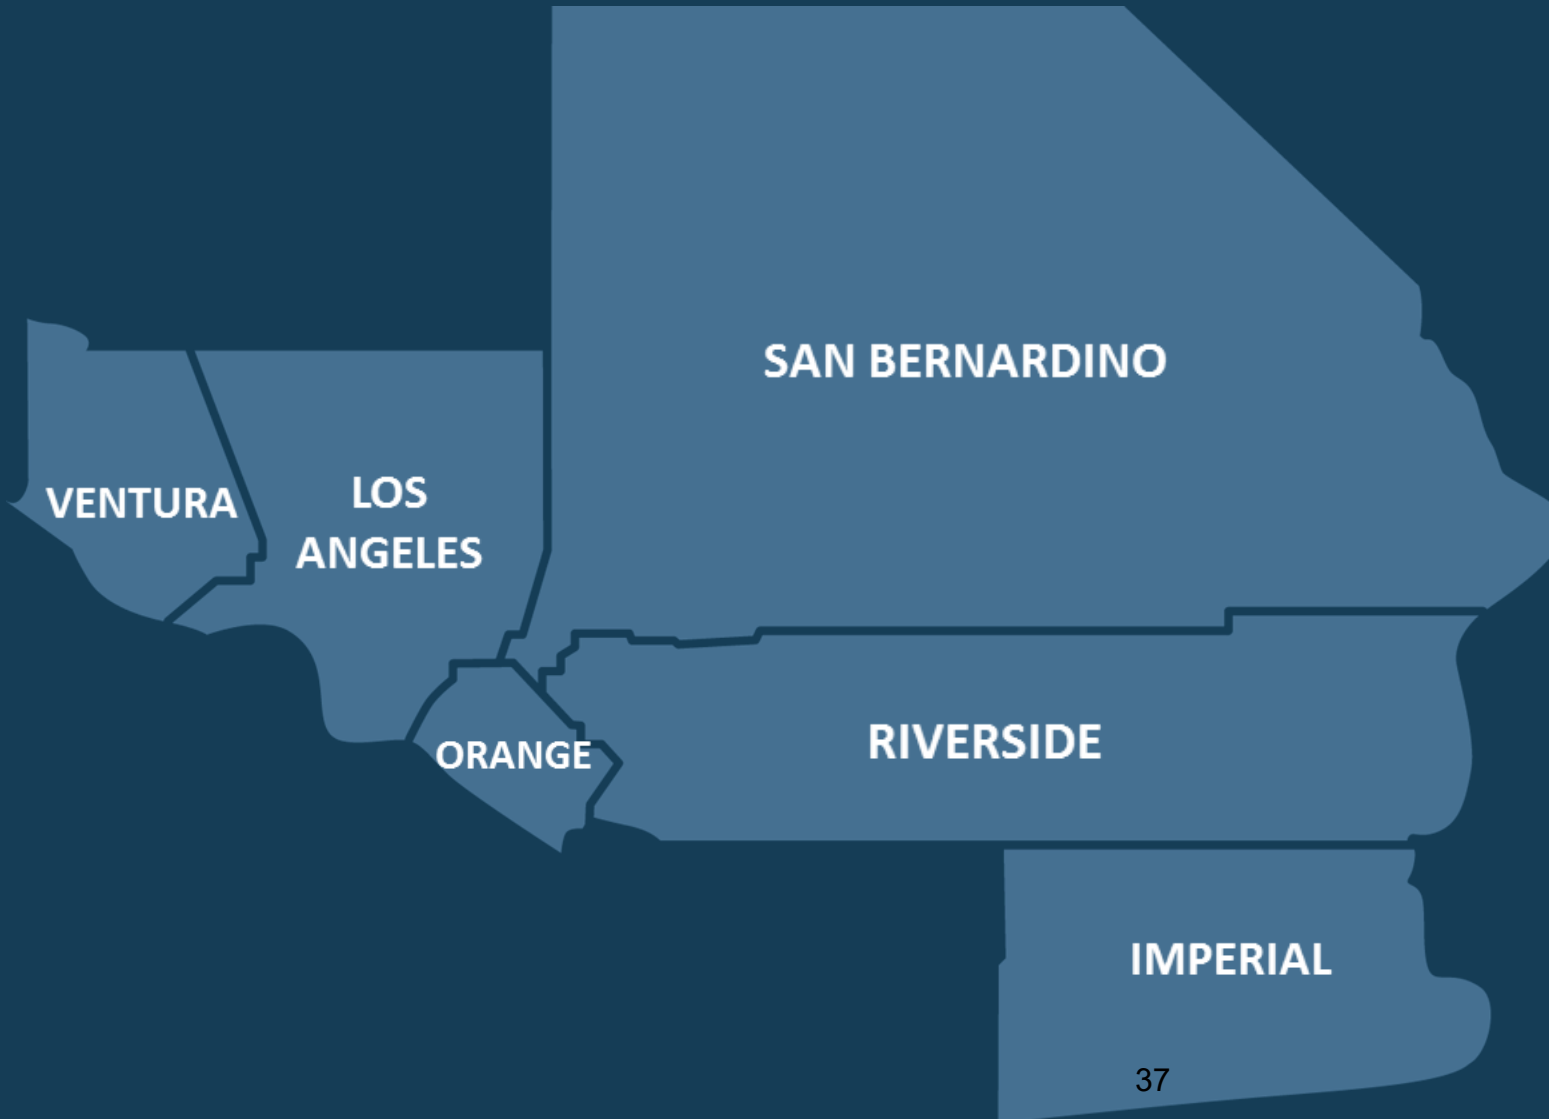 SAN BERNARDINO
VENTURA
LOS
ANGELES
ORANGE
RIVERSIDE
IMPERIAL
37